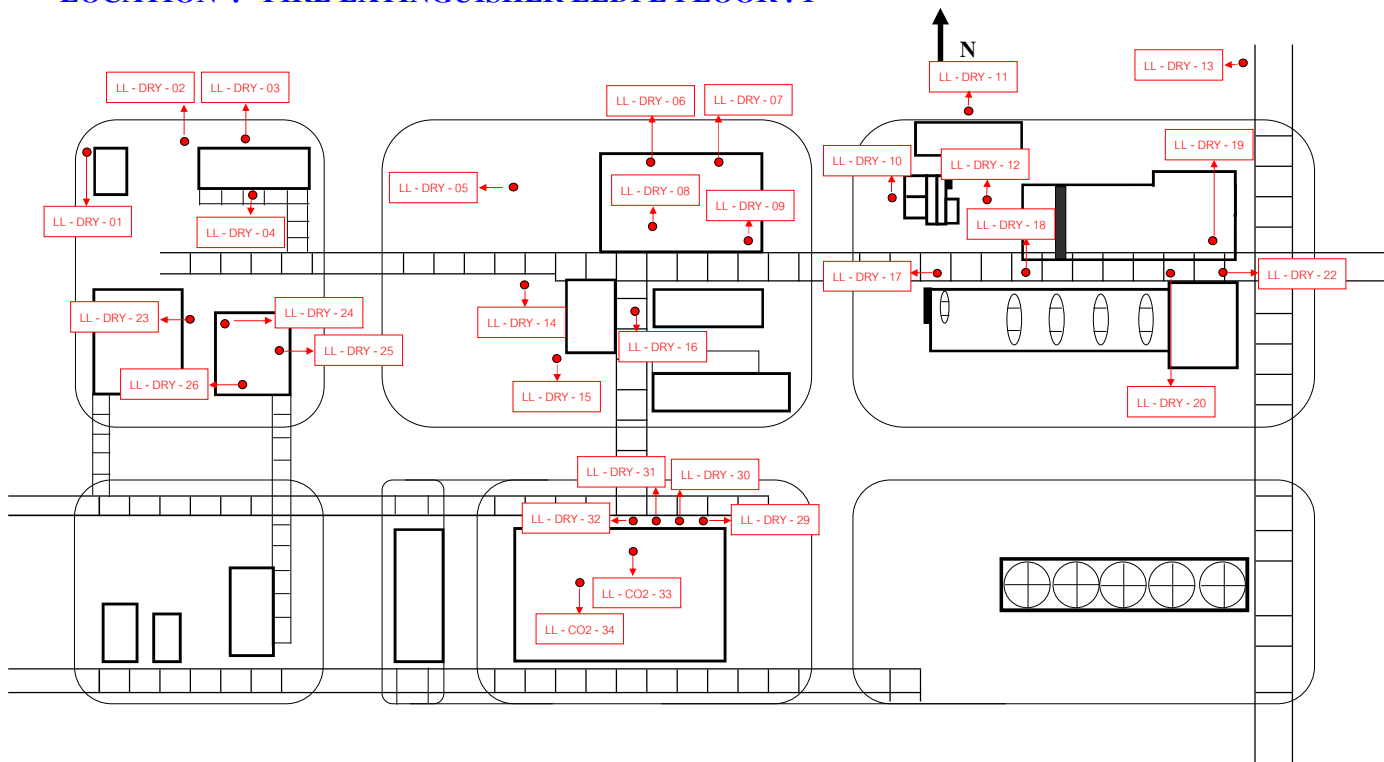 N
LL - DRY - 13
LL - DRY - 11
LL - DRY - 02
LL - DRY - 03
LL - DRY - 06
LL - DRY - 07
LL - DRY - 19
LL - DRY - 10
LL - DRY - 12
LL - DRY - 05
LL - DRY - 08
LL - DRY - 09
LL - DRY - 01
LL - DRY - 04
LL - DRY - 18
LL - DRY - 17
LL - DRY - 22
LL - DRY - 23
LL - DRY - 24
LL - DRY - 14
LL - DRY - 25
LL - DRY - 16
LL - DRY - 26
LL - DRY - 15
LL - DRY - 20
LL - DRY - 31
LL - DRY - 30
LL - DRY - 32
LL - DRY - 29
LL - CO2 - 33
LL - CO2 - 34